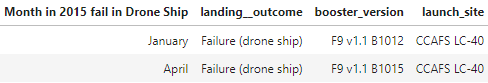 Month in 2015 fail in Drone Ship landing__outcome booster_version launch_site
January Failure (drone ship) F9 v1.1 B1012 CCAFS LC-40
April Failure (drone ship) F9 v1.1 B1015 CCAFS LC-40